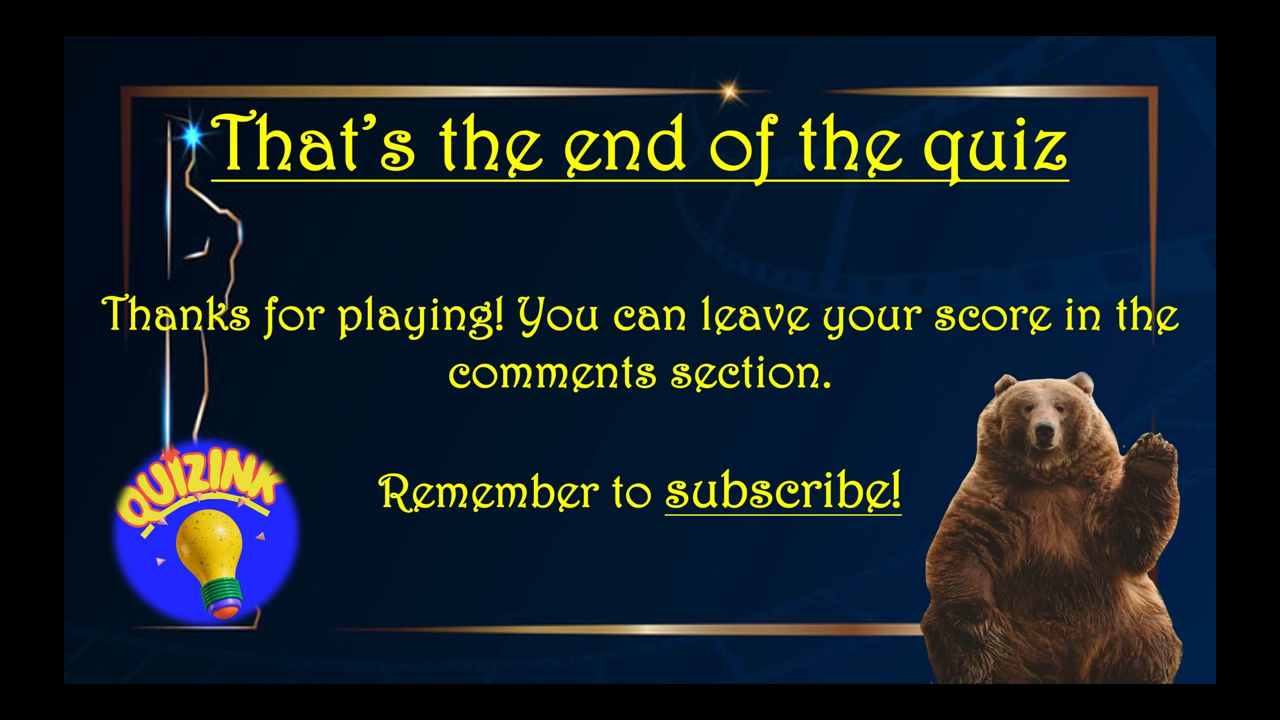 That's the end of the quiz
Thanks for playing! You can leave your score in the
comments section.
Remember to subscribe!
QUIZINK